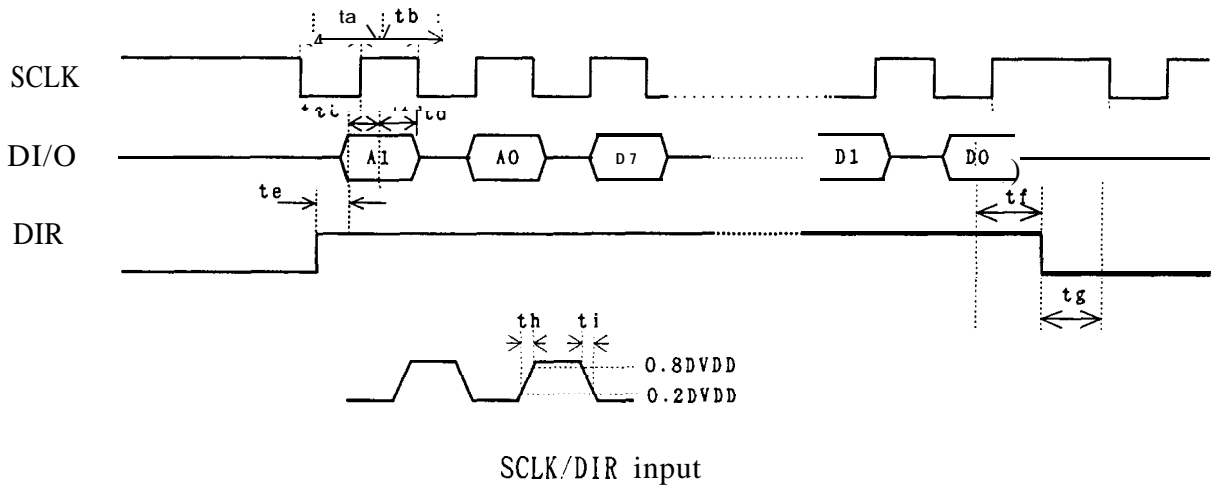 ta tb
SCLK
DI/O A1 A0 D7 D1 D0
te tf
DIR
tg
th ti
0.8DVDD
0.2DVDD
SCLK/DIR input